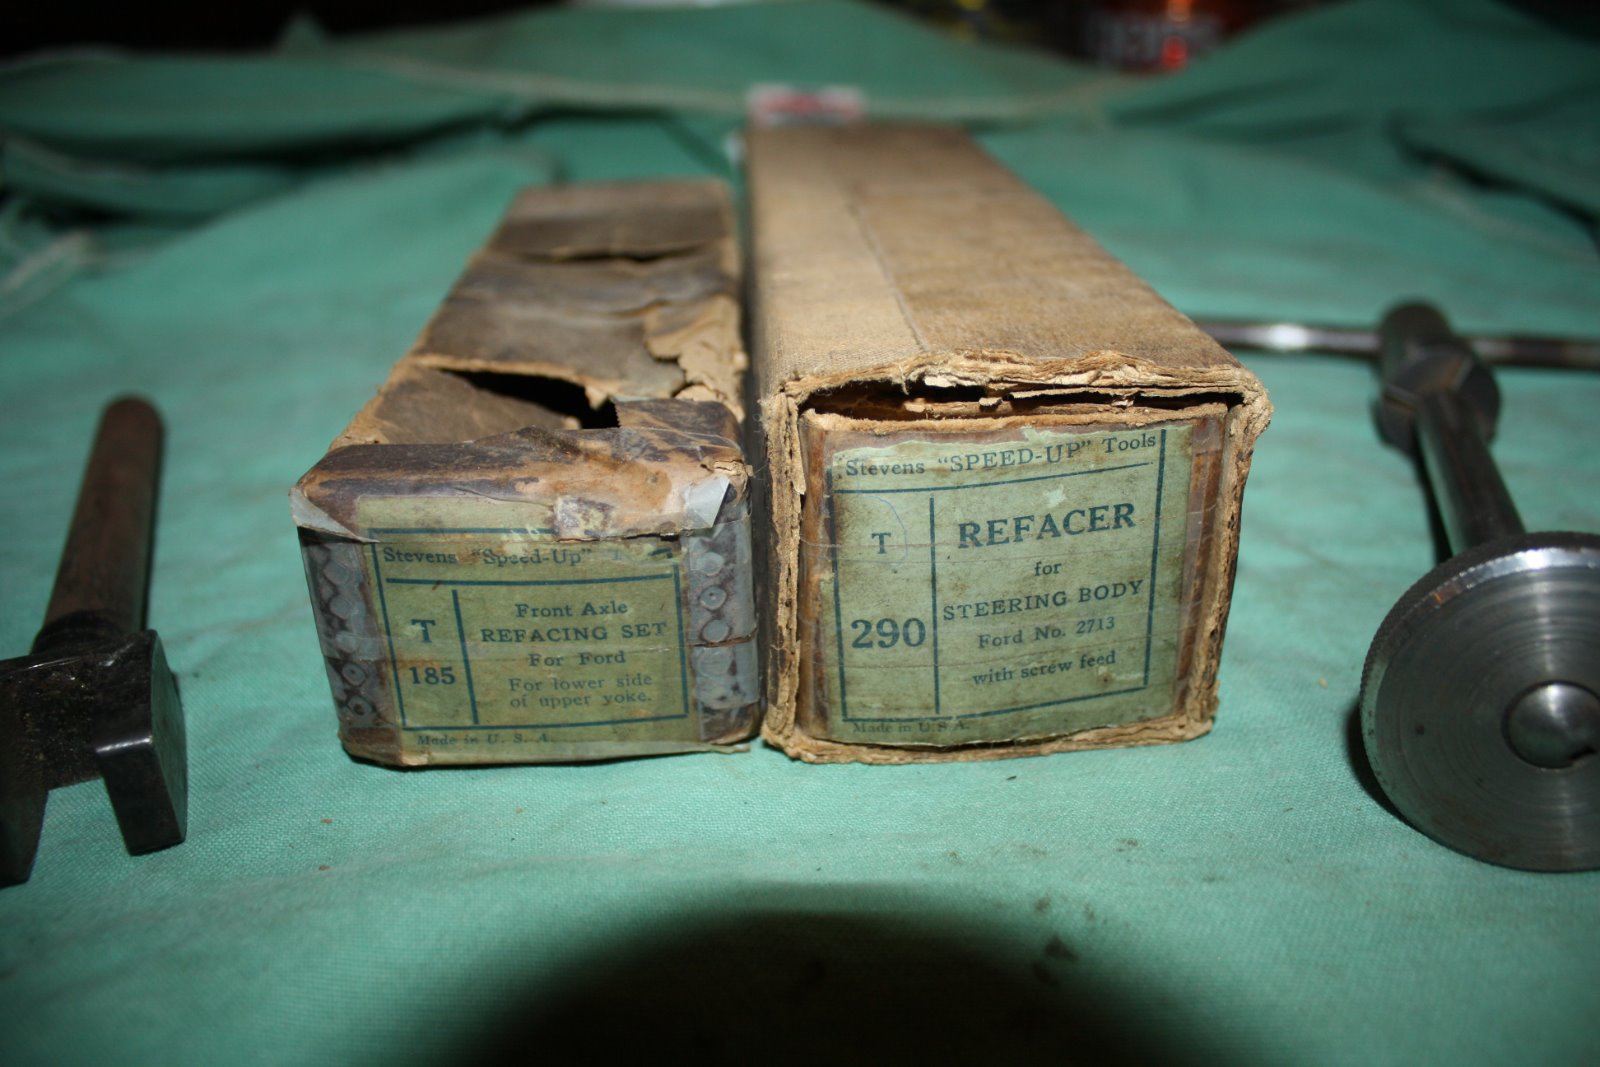 Stevens "Speed-Up"
T
185
Front Axle
REFACING SET
For Ford
For lower side
of upper yoke.
Made in U. S. A.
Stevens "SPEED-UP" Tools
T
290
REFACER
for
STEERING BODY
Ford No. 2713
with screw feed
Made in U.S.A.